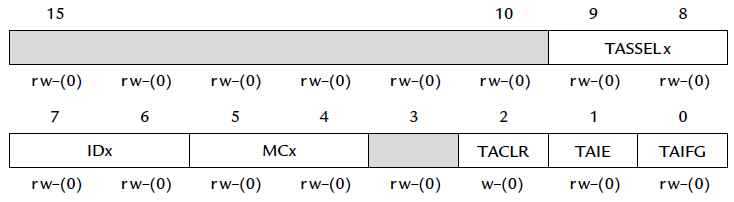 15 10 9 8
TASSELx
rw-(0) rw-(0) rw-(0) rw-(0) rw-(0) rw-(0) rw-(0) rw-(0)
7 6 5 4 3 2 1 0
IDx MCx TACLR TAIE TAIFG
rw-(0) rw-(0) rw-(0) rw-(0) rw-(0) w-(0) rw-(0) rw-(0)